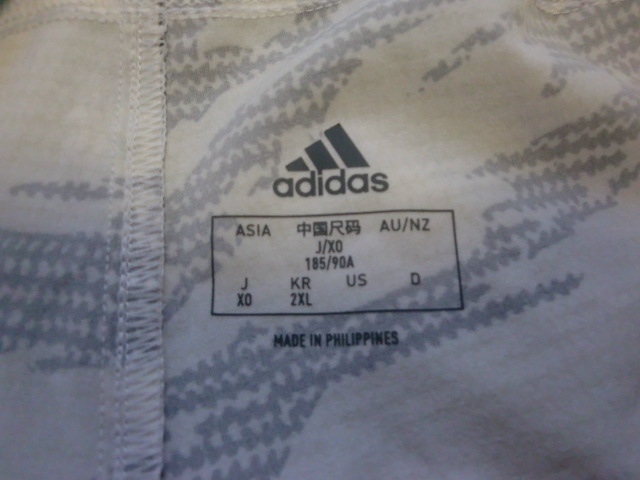 adidas
ASIA 中国尺码 AU/NZ
J/XO
185/90A
J KR US D
XO 2XL
MADE IN PHILIPPINES